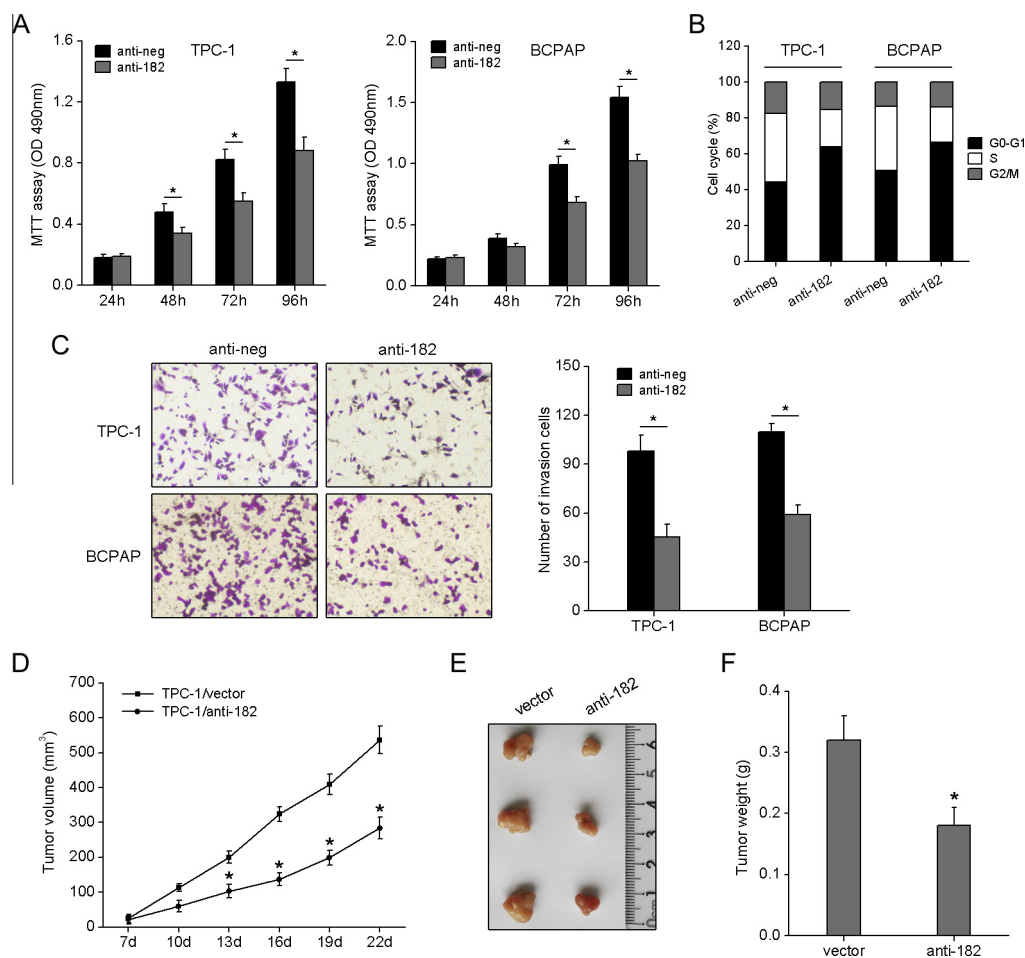 A
TPC-1
anti-neg
anti-182
MTT assay (OD 490nm)
1.6
1.2
0.8
0.4
0.0
*
*
*
24h 48h 72h 96h
BCPAP
anti-neg
anti-182
MTT assay (OD 490nm)
2.0
1.5
1.0
0.5
0.0
*
*
24h 48h 72h 96h
B
TPC-1 BCPAP
Cell cycle (%)
120
100
80
60
40
20
0
anti-neg anti-182 anti-neg anti-182
G0-G1
S
G2/M
C
anti-neg anti-182
TPC-1
BCPAP
anti-neg
anti-182
Number of invasion cells
150
120
90
60
30
0
*
*
TPC-1 BCPAP
D
TPC-1/vector
TPC-1/anti-182
Tumor volume (mm³)
700
600
500
400
300
200
100
0
*
*
*
*
7d 10d 13d 16d 19d 22d
E
vector anti-182
6
5
4
3
2
1
0cm
F
Tumor weight (g)
0.4
0.3
0.2
0.1
0.0
*
vector anti-182